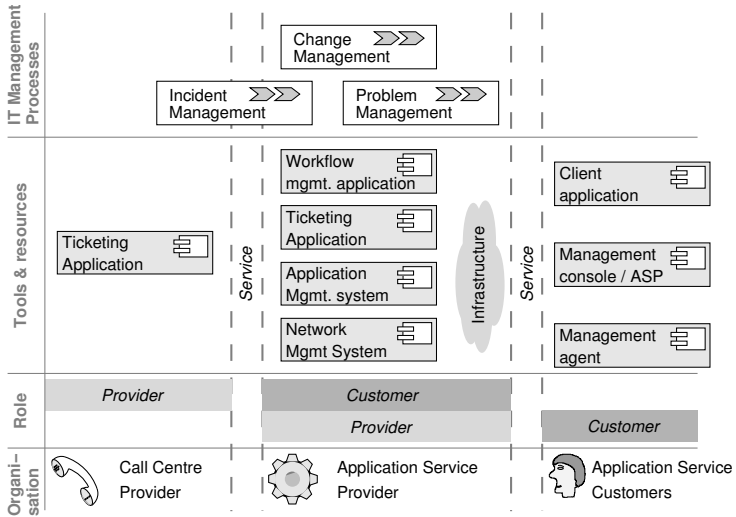 IT Management
Processes
Change
Management
Incident
Management
Problem
Management
Tools & resources
Ticketing
Application
Service
Workflow
mgmt. application
Ticketing
Application
Application
Mgmt. system
Network
Mgmt System
Infrastructure
Service
Client
application
Management
console / ASP
Management
agent
Role
Provider
Customer
Provider
Customer
Organi–
sation
Call Centre
Provider
Application Service
Provider
Application Service
Customers